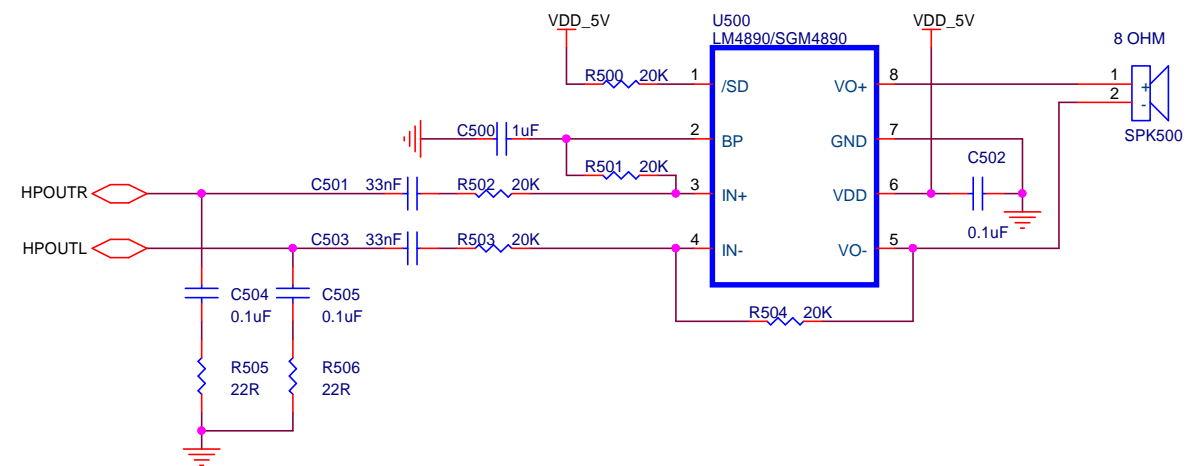 VDD_5V
U500
LM4890/SGM4890
VDD_5V
8 OHM
R500 20K
1
/SD
VO+
8
1
+
2
-
SPK500
C500 1uF
2
BP
GND
7
R501 20K
C502
0.1uF
HPOUTR
C501 33nF
R502 20K
3
IN+
VDD
6
HPOUTL
C503 33nF
R503 20K
4
IN-
VO-
5
R504 20K
C504
0.1uF
C505
0.1uF
R505
22R
R506
22R